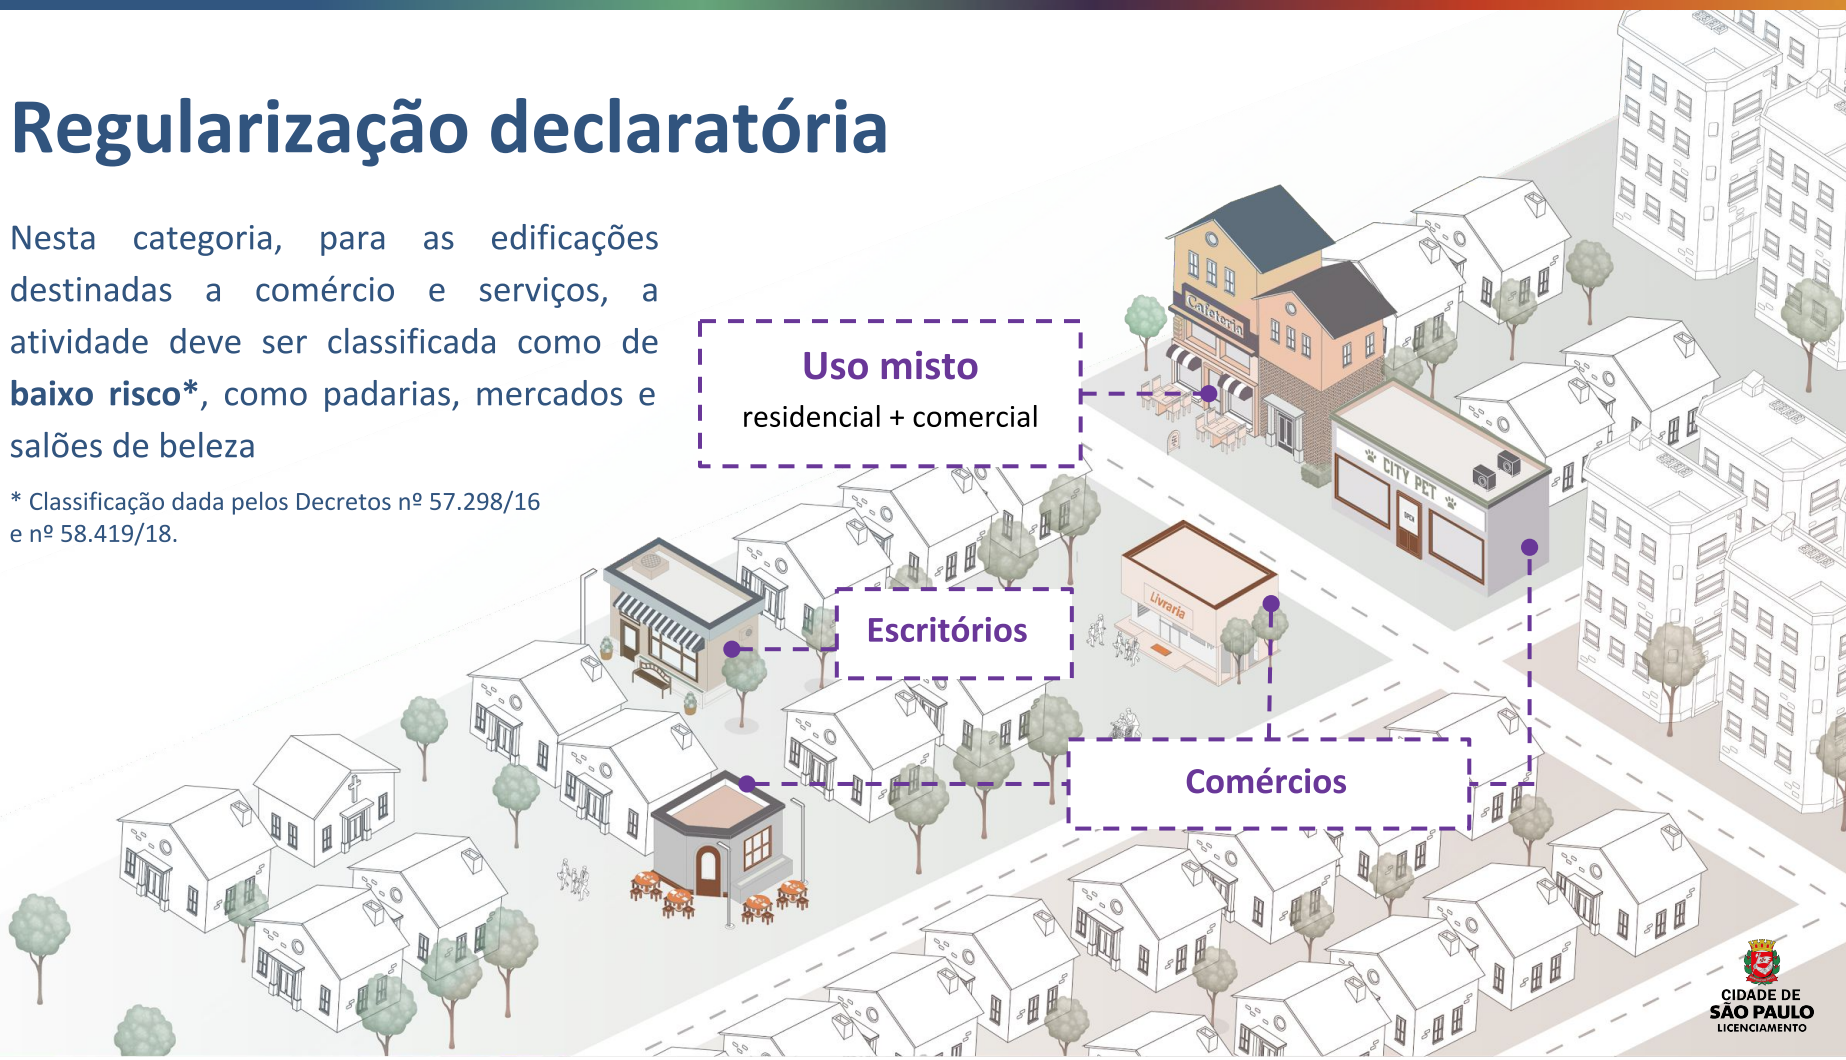 Regularização declaratória
Nesta categoria, para as edificações
destinadas a comércio e serviços, a
atividade deve ser classificada como de
baixo risco*, como padarias, mercados e
salões de beleza
* Classificação dada pelos Decretos nº 57.298/16
e nº 58.419/18.
Uso misto
residencial + comercial
Cafeteria
CITY PET
OPEN
Livraria
Escritórios
Comércios
CIDADE DE
SÃO PAULO
LICENCIAMENTO